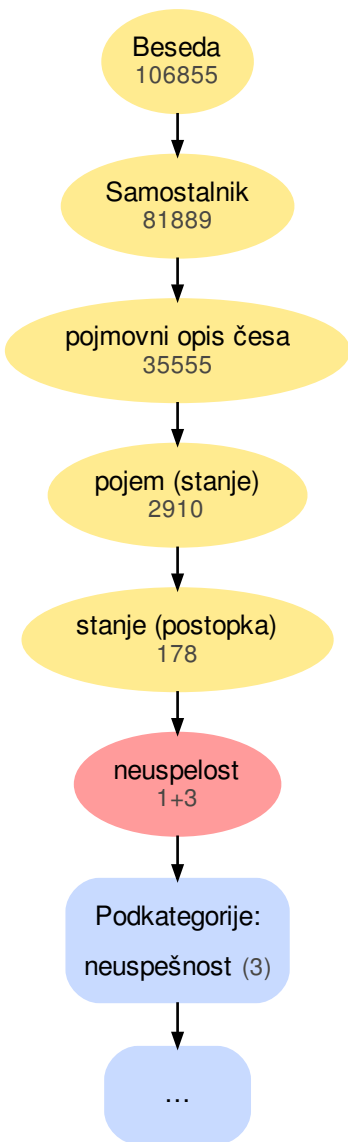 Beseda
106855
Samostalnik
81889
pojmovni opis česa
35555
pojem (stanje)
2910
stanje (postopka)
178
neuspelost
1+3
Podkategorije:
neuspešnost (3)
...